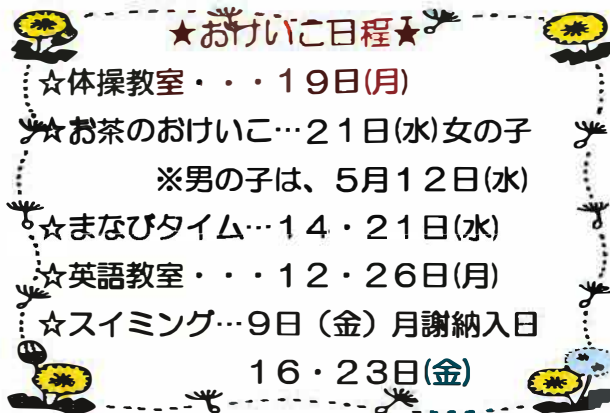 ★おけいこ日程★
☆体操教室・・・19日(月)
☆お茶のおけいこ…21日(水)女の子
※男の子は、5月12日(水)
☆まなびタイム…14・21日(水)
☆英語教室・・・12・26日(月)
☆スイミング…9日（金）月謝納入日
16・23日(金)